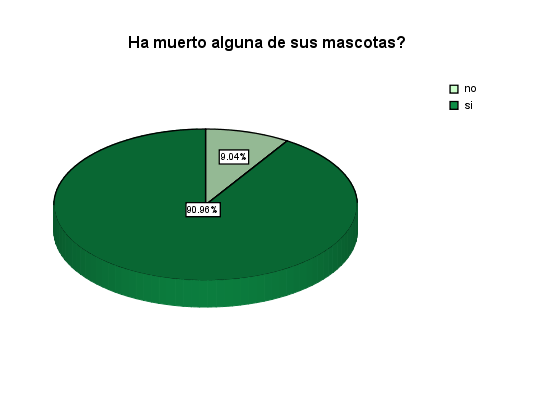 Ha muerto alguna de sus mascotas?
no
si
9.04%
90.96%